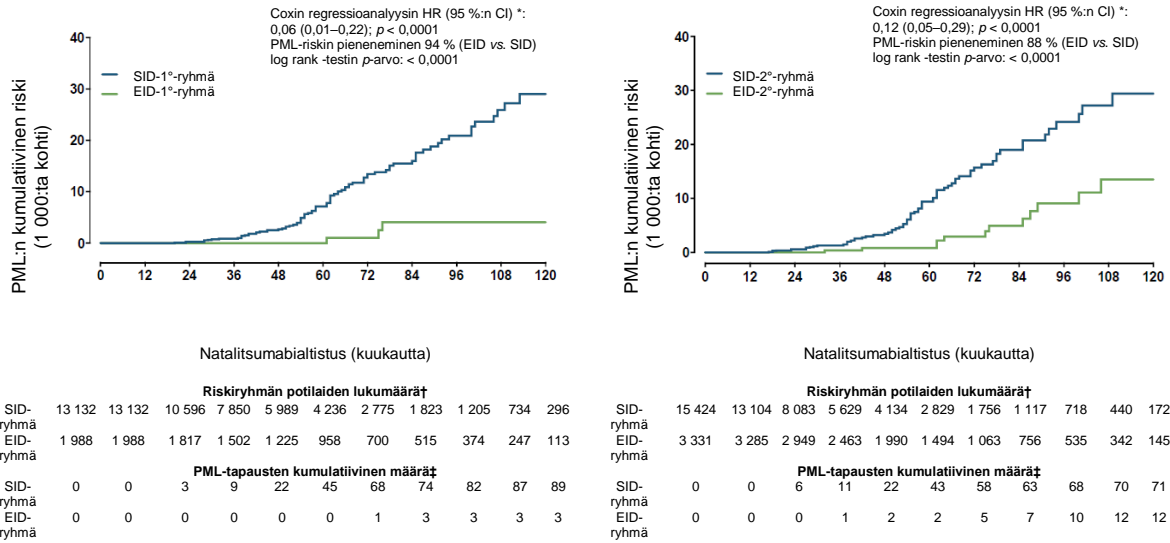 Coxin regressioanalyysin HR (95 %:n CI) *:
0,06 (0,01–0,22); p < 0,0001
PML-riskin pieneneminen 94 % (EID vs. SID)
log rank -testin p-arvo: < 0,0001
SID-1°-ryhmä
EID-1°-ryhmä
PML:n kumulatiivinen riski
(1 000:ta kohti)
40
30
20
10
0
0 12 24 36 48 60 72 84 96 108 120
Natalitsumabialtistus (kuukautta)
Riskiryhmän potilaiden lukumäärä†
SID-ryhmä 13 132 13 132 10 596 7 850 5 989 4 236 2 775 1 823 1 205 734 296
EID-ryhmä 1 988 1 988 1 817 1 502 1 225 958 700 515 374 247 113
PML-tapausten kumulatiivinen määrä‡
SID-ryhmä 0 0 3 9 22 45 68 74 82 87 89
EID-ryhmä 0 0 0 0 0 0 1 3 3 3 3
Coxin regressioanalyysin HR (95 %:n CI) *:
0,12 (0,05–0,29); p < 0,0001
PML-riskin pieneneminen 88 % (EID vs. SID)
log rank -testin p-arvo: < 0,0001
SID-2°-ryhmä
EID-2°-ryhmä
PML:n kumulatiivinen riski
(1 000:ta kohti)
40
30
20
10
0
0 12 24 36 48 60 72 84 96 108 120
Natalitsumabialtistus (kuukautta)
Riskiryhmän potilaiden lukumäärä†
SID-ryhmä 15 424 13 104 8 083 5 629 4 134 2 829 1 756 1 117 718 440 172
EID-ryhmä 3 331 3 285 2 949 2 463 1 990 1 494 1 063 756 535 342 145
PML-tapausten kumulatiivinen määrä‡
SID-ryhmä 0 0 6 11 22 43 58 63 68 70 71
EID-ryhmä 0 0 0 1 2 2 5 7 10 12 12